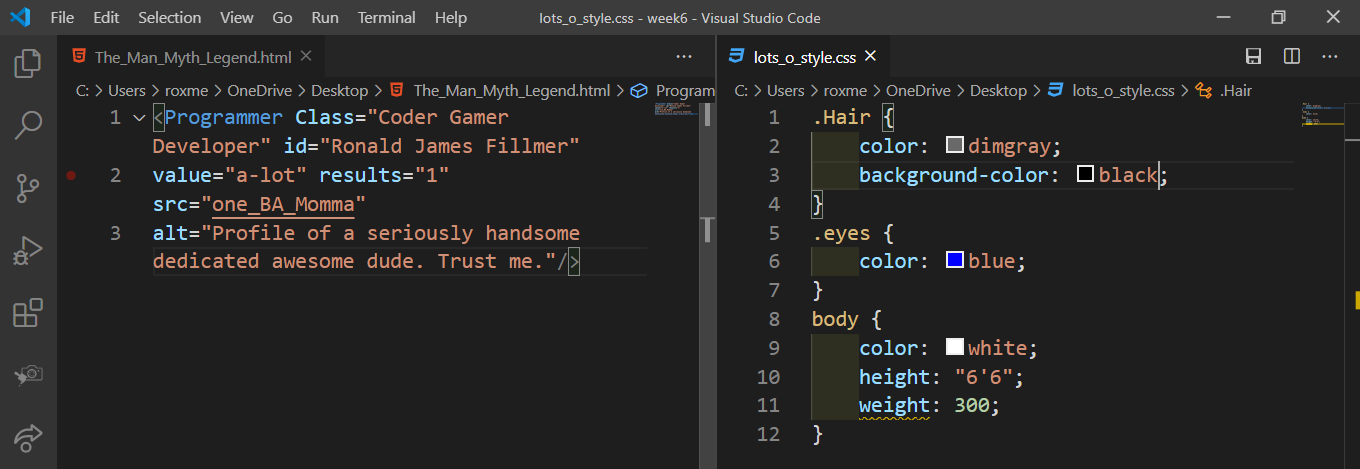 File Edit Selection View Go Run Terminal Help lots_o_style.css - week6 - Visual Studio Code
The_Man_Myth_Legend.html
C: > Users > roxme > OneDrive > Desktop > The_Man_Myth_Legend.html > Program
1 <Programmer Class="Coder Gamer
Developer" id="Ronald James Fillmer"
2 value="a-lot" results="1"
src="one_BA_Momma"
3 alt="Profile of a seriously handsome
dedicated awesome dude. Trust me."/>
lots_o_style.css
C: > Users > roxme > OneDrive > Desktop > lots_o_style.css > .Hair
1 .Hair {
2 color: dimgray;
3 background-color: black;
4 }
5 .eyes {
6 color: blue;
7 }
8 body {
9 color: white;
10 height: "6'6";
11 weight: 300;
12 }